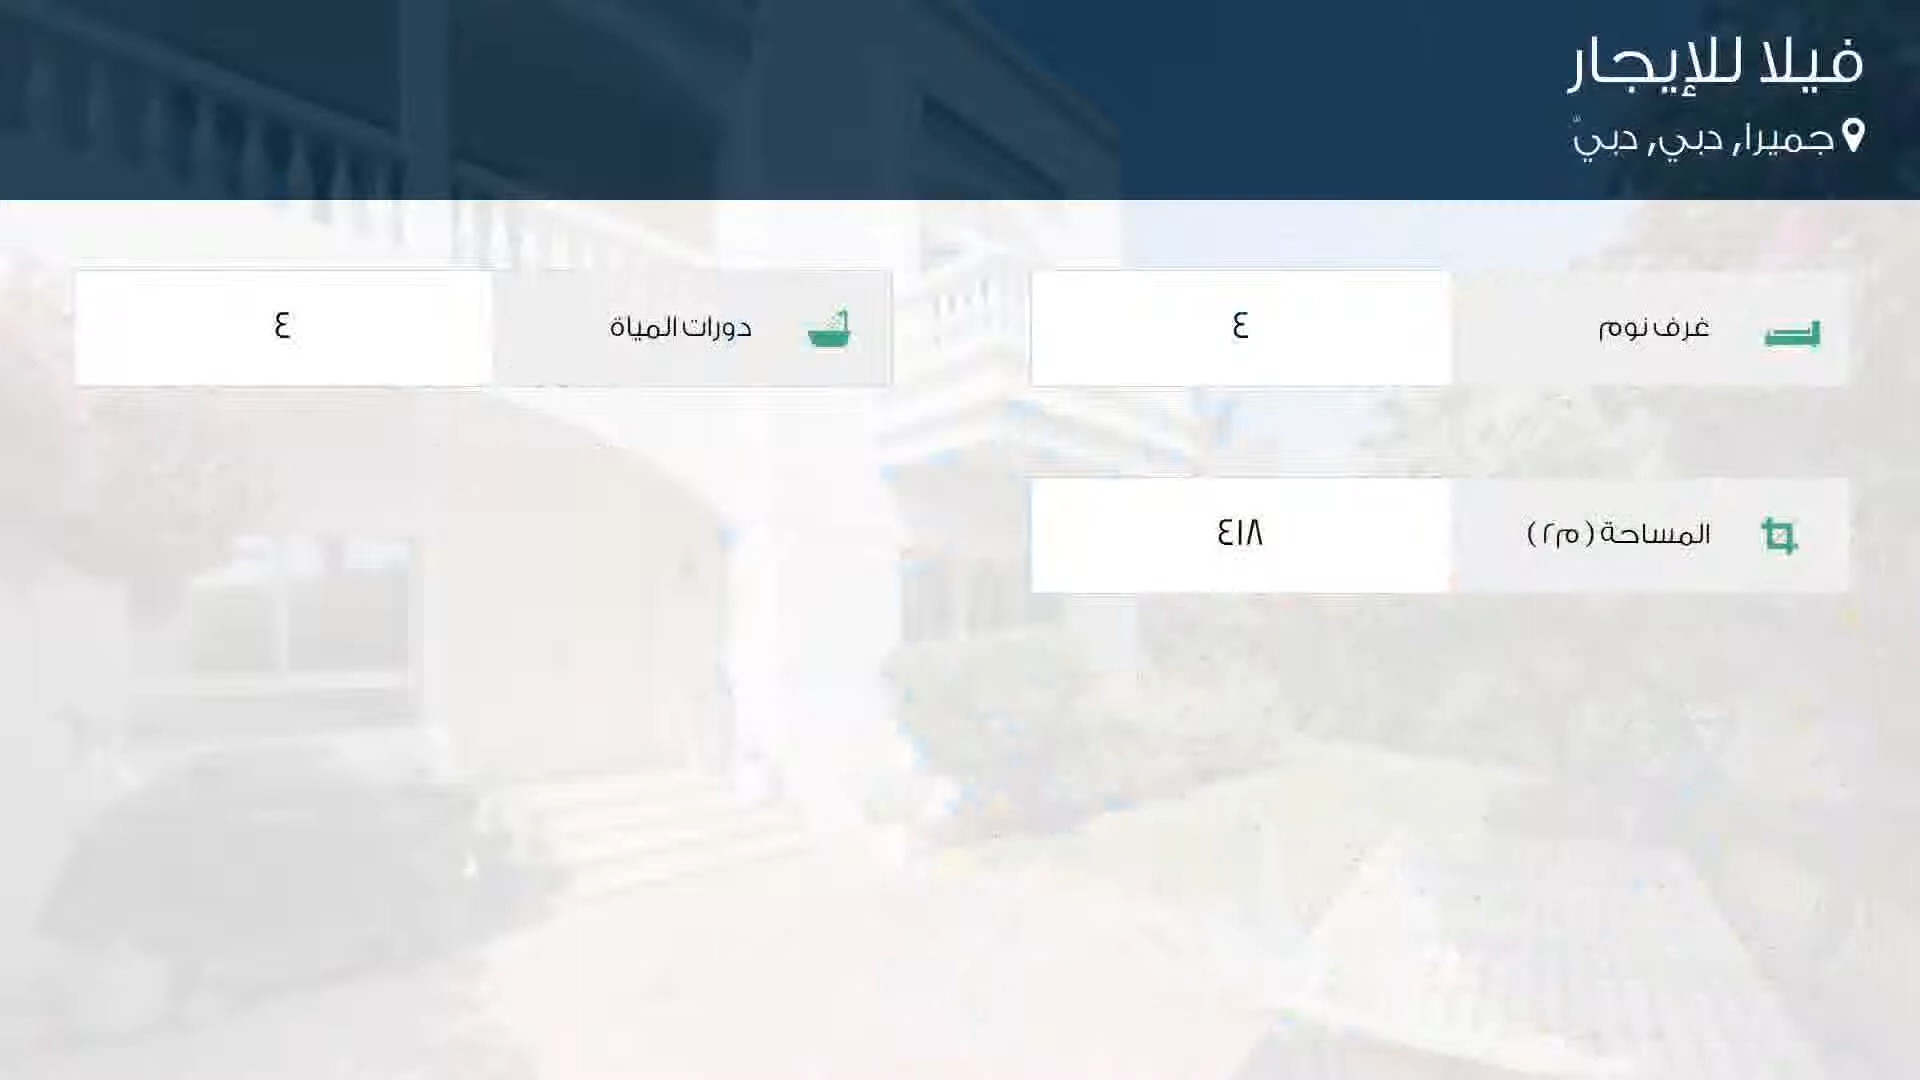 فيلا للإيجار
جميرا, دبي, دبيّ
غرف نوم
٤
دورات المياة
٤
المساحة ( م٢ )
٤١٨